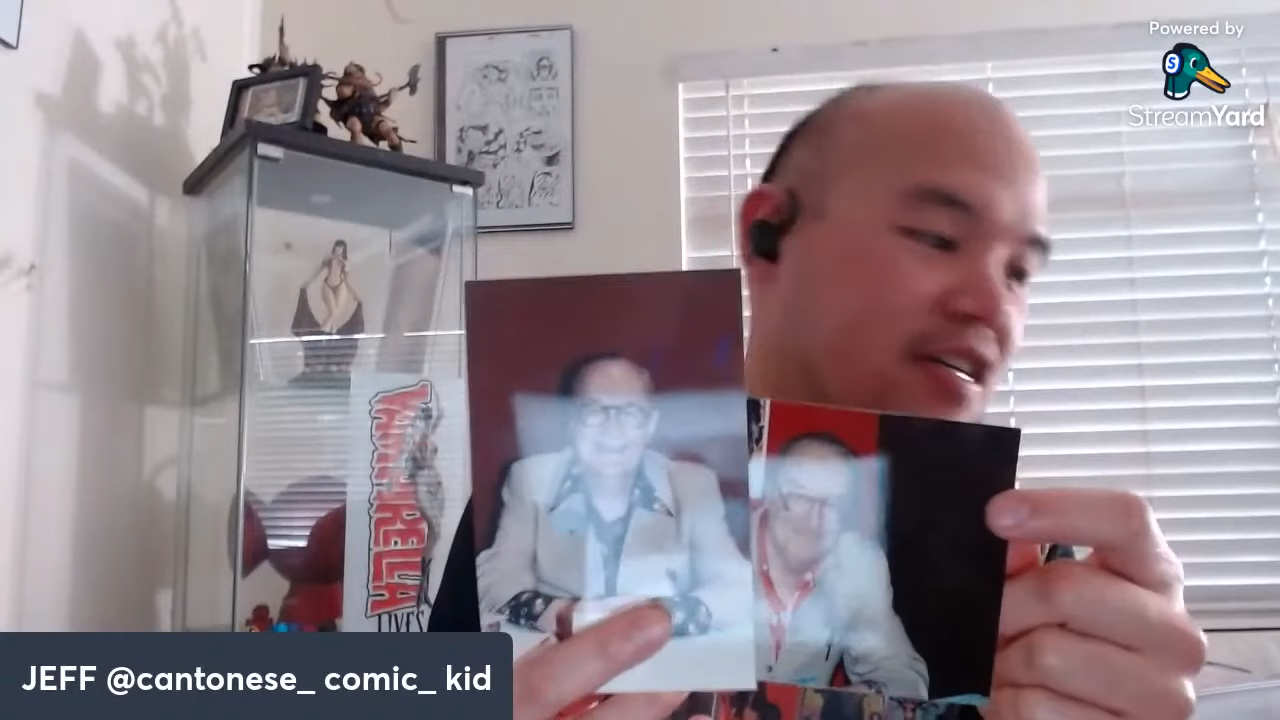 Powered by
StreamYard
VAMPIRELLA
LIVES
JEFF @cantonese_ comic_ kid